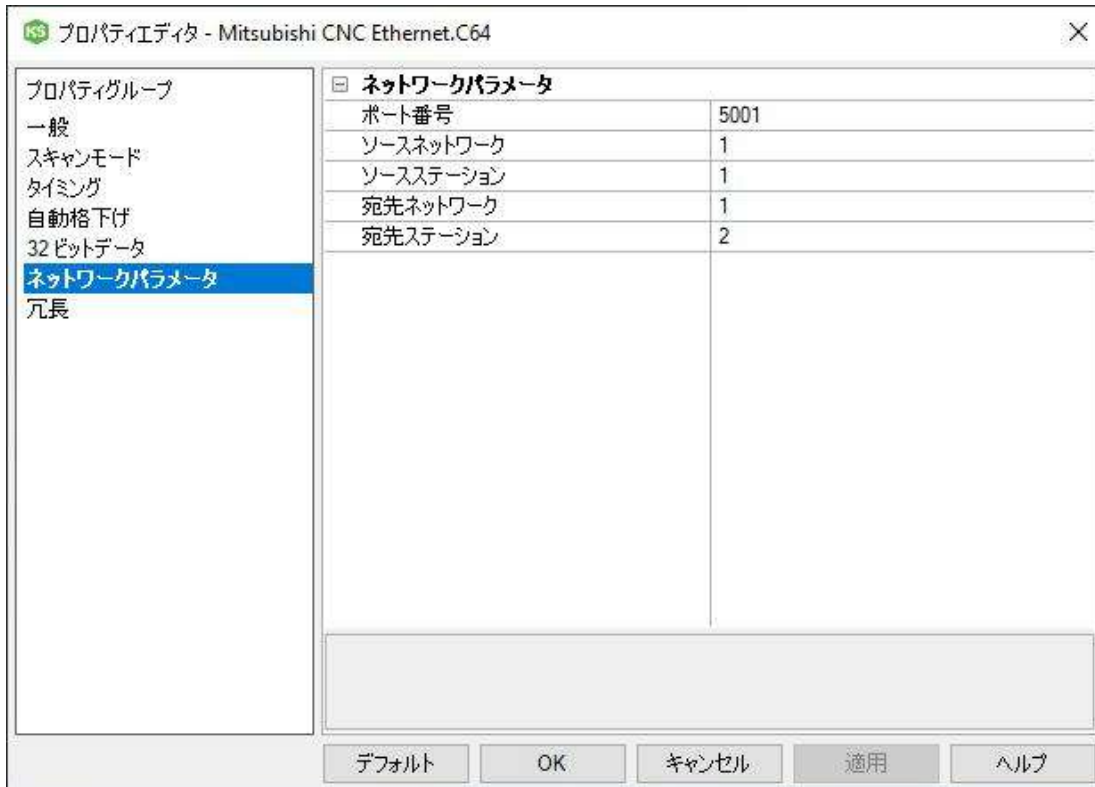 KS プロパティエディタ - Mitsubishi CNC Ethernet.C64
プロパティグループ
一般
スキャンモード
タイミング
自動格下げ
32 ビットデータ
ネットワークパラメータ
冗長
ネットワークパラメータ
ポート番号 5001
ソースネットワーク 1
ソースステーション 1
宛先ネットワーク 1
宛先ステーション 2
デフォルト OK キャンセル 適用 ヘルプ